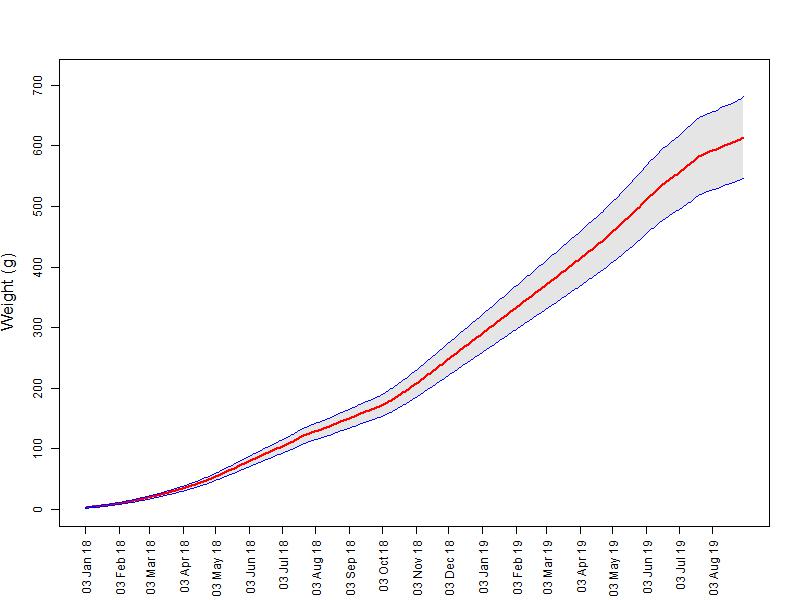 700
600
500
400
300
200
100
0
Weight (g)
03 Jan 18
03 Feb 18
03 Mar 18
03 Apr 18
03 May 18
03 Jun 18
03 Jul 18
03 Aug 18
03 Sep 18
03 Oct 18
03 Nov 18
03 Dec 18
03 Jan 19
03 Feb 19
03 Mar 19
03 Apr 19
03 May 19
03 Jun 19
03 Jul 19
03 Aug 19